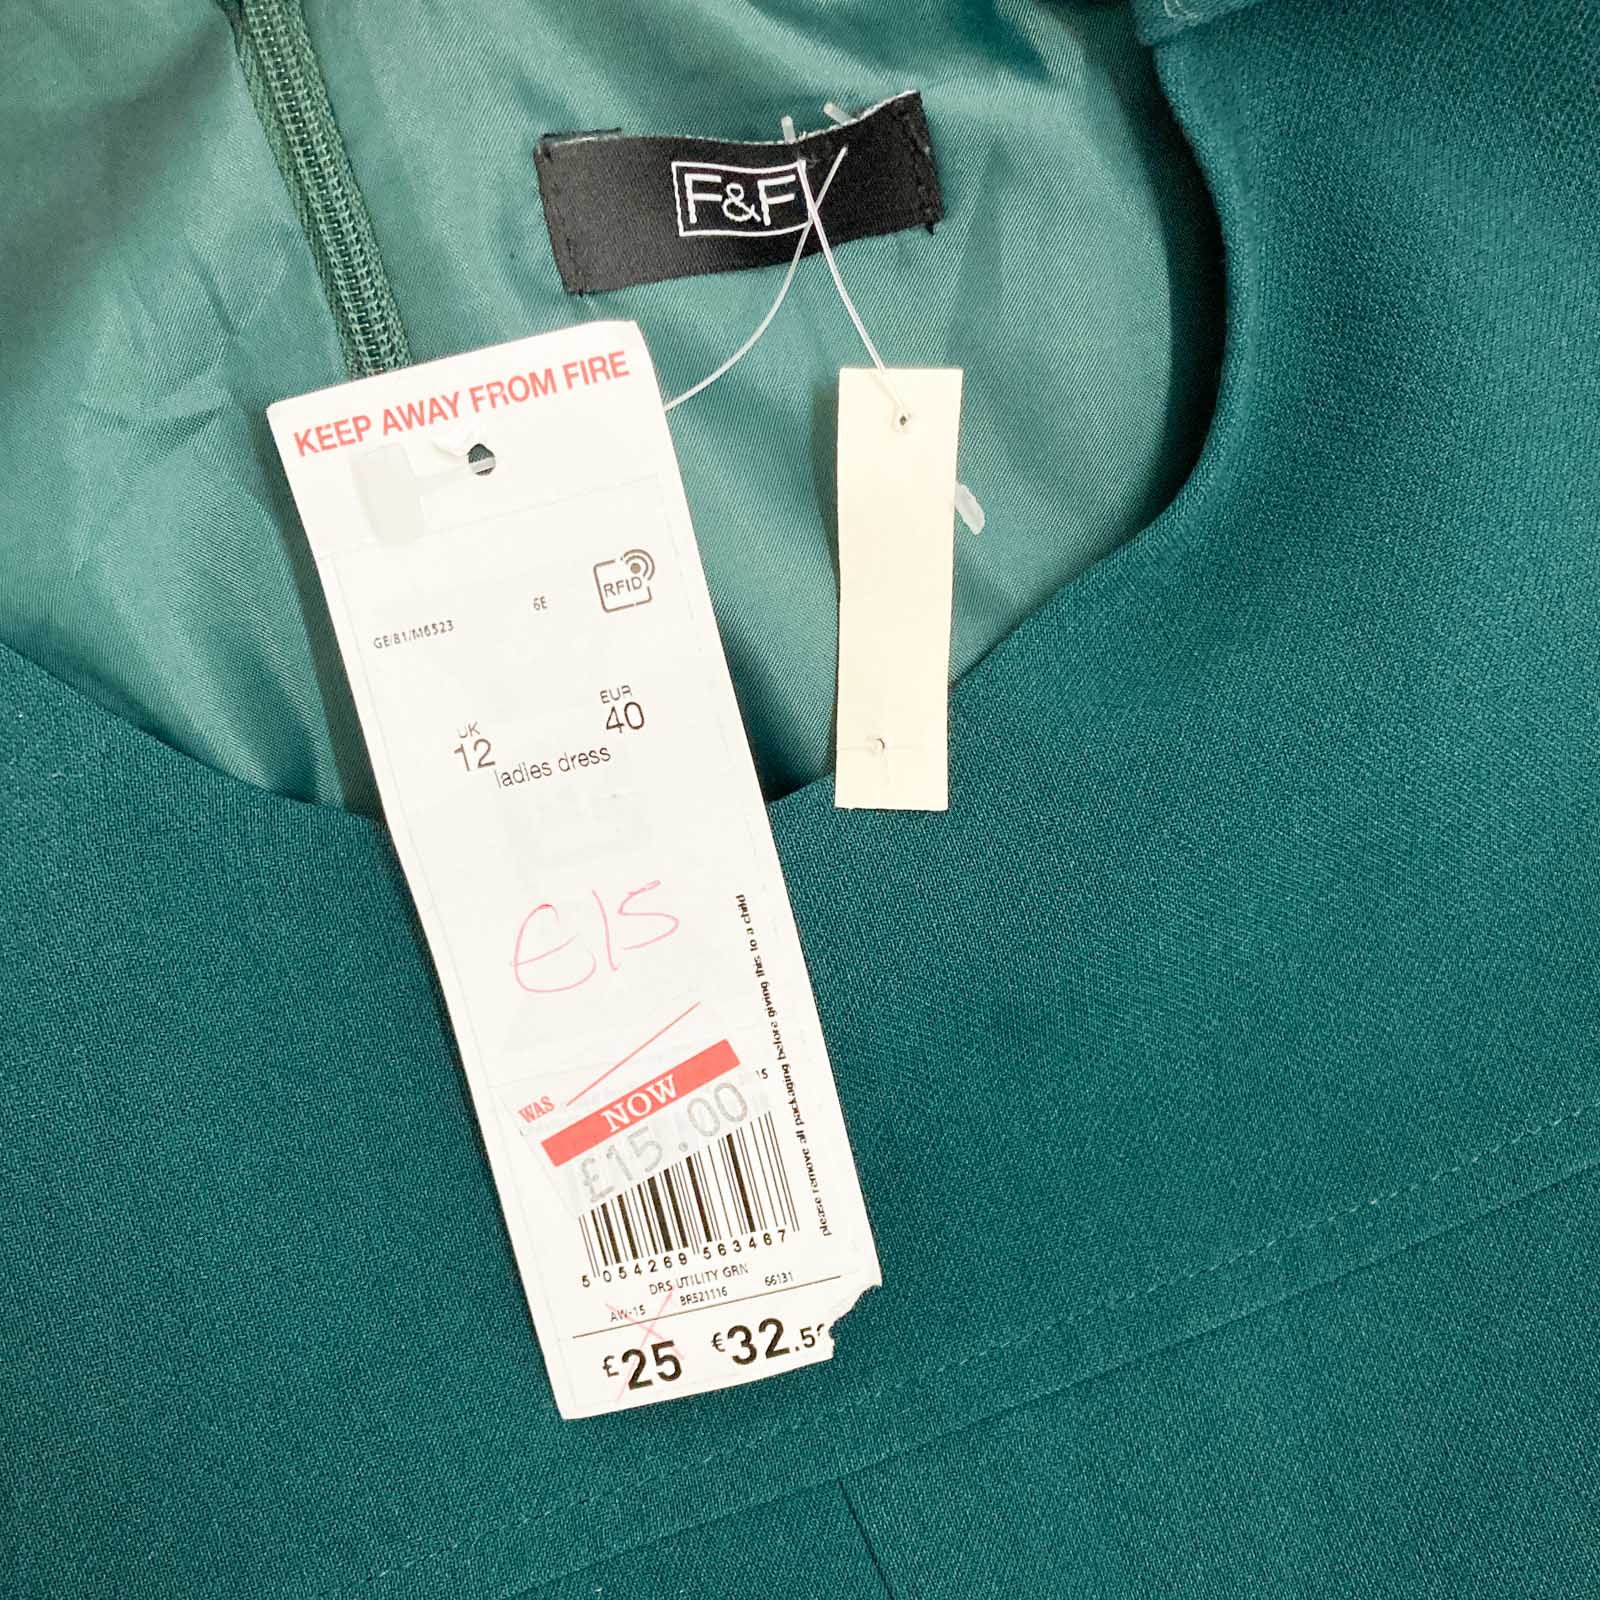 F&F
KEEP AWAY FROM FIRE
RFID
6E
GE/81/M6523
UK EUR
12 40
ladies dress
£15
please remove all packaging before giving this to a child
WAS
NOW
£15.00
5 054269 563467
DRS UTILITY GRN
AW-15 BR521116 66131
£25 €32.5